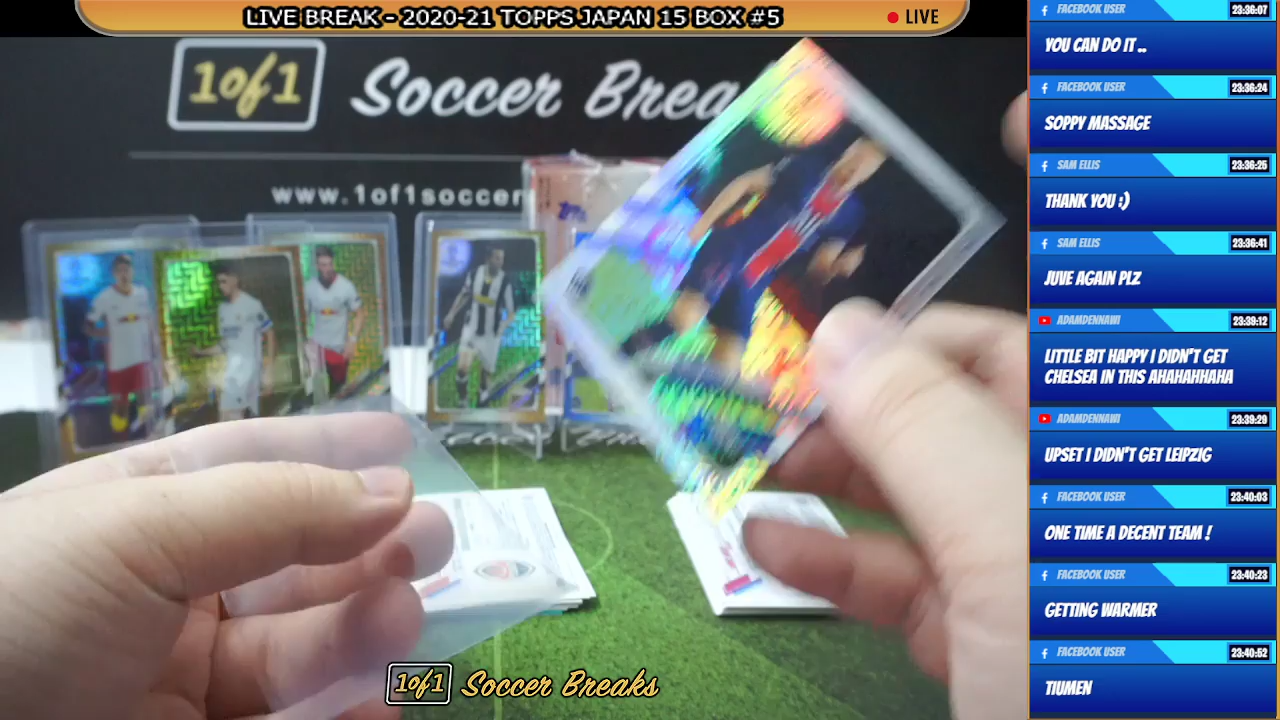 LIVE BREAK - 2020-21 TOPPS JAPAN 15 BOX #5
LIVE
1of1 Soccer Brea
www.1of1soccer
1of1 Soccer Breaks
FACEBOOK USER 23:36:07
YOU CAN DO IT ..
FACEBOOK USER 23:36:24
SOPPY MASSAGE
SAM ELLIS 23:36:25
THANK YOU :)
SAM ELLIS 23:36:41
JUVE AGAIN PLZ
ADAMDENNAWI 23:39:12
LITTLE BIT HAPPY I DIDN'T GET
CHELSEA IN THIS AHAHAHHAHA
ADAMDENNAWI 23:39:29
UPSET I DIDN'T GET LEIPZIG
FACEBOOK USER 23:40:03
ONE TIME A DECENT TEAM !
FACEBOOK USER 23:40:23
GETTING WARMER
FACEBOOK USER 23:40:52
TIUMEN